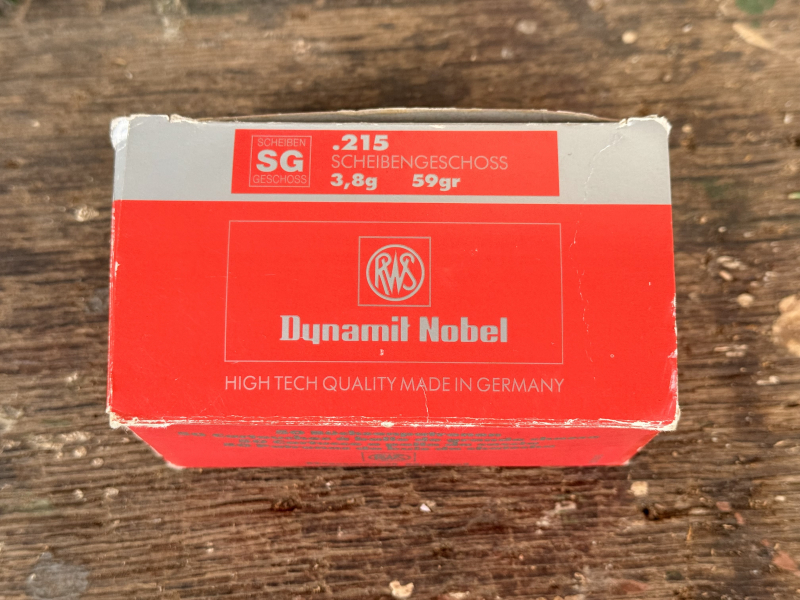 SCHEIBEN
SG
GESCHOSS
.215
SCHEIBENGESCHOSS
3,8g 59gr
RWS
Dynamit Nobel
HIGH TECH QUALITY MADE IN GERMANY